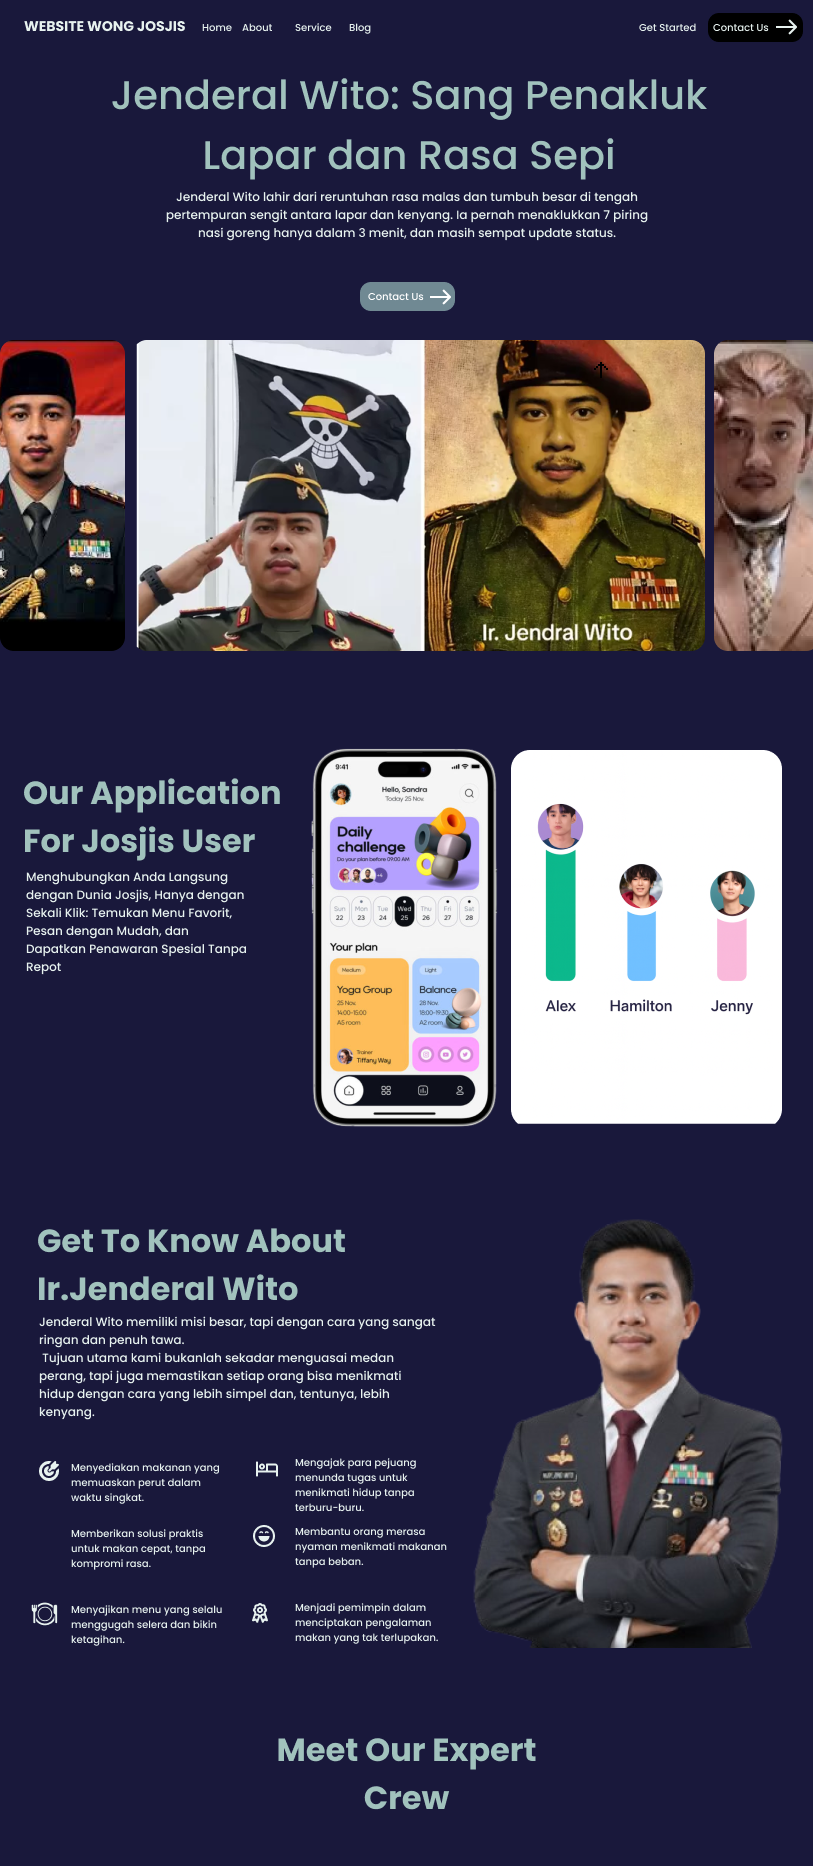 WEBSITE WONG JOSJIS
Home
About
Service
Blog
Get Started
Contact Us
Jenderal Wito: Sang Penakluk
Lapar dan Rasa Sepi
Jenderal Wito lahir dari reruntuhan rasa malas dan tumbuh besar di tengah
pertempuran sengit antara lapar dan kenyang. Ia pernah menaklukkan 7 piring
nasi goreng hanya dalam 3 menit, dan masih sempat update status.
Contact Us
JENDRAL WITO
Ir. Jendral Wito
Our Application
For Josjis User
Menghubungkan Anda Langsung
dengan Dunia Josjis, Hanya dengan
Sekali Klik: Temukan Menu Favorit,
Pesan dengan Mudah, dan
Dapatkan Penawaran Spesial Tanpa
Repot
9:41
Hello, Sandra
Today 25 Nov.
Daily
challenge
Do your plan before 09:00 AM
Sun Mon Tue Wed Thu Fri Sat
22 23 24 25 26 27 28
Your plan
Medium
Yoga Group
25 Nov.
14:00-15:00
A5 room
Trainer
Tiffany Way
Light
Balance
28 Nov.
18:00-19:30
A2 room
Alex
Hamilton
Jenny
Get To Know About
Ir.Jenderal Wito
Jenderal Wito memiliki misi besar, tapi dengan cara yang sangat
ringan dan penuh tawa.
Tujuan utama kami bukanlah sekadar menguasai medan
perang, tapi juga memastikan setiap orang bisa menikmati
hidup dengan cara yang lebih simpel dan, tentunya, lebih
kenyang.
Menyediakan makanan yang
memuaskan perut dalam
waktu singkat.
Mengajak para pejuang
menunda tugas untuk
menikmati hidup tanpa
terburu-buru.
Memberikan solusi praktis
untuk makan cepat, tanpa
kompromi rasa.
Membantu orang merasa
nyaman menikmati makanan
tanpa beban.
Menyajikan menu yang selalu
menggugah selera dan bikin
ketagihan.
Menjadi pemimpin dalam
menciptakan pengalaman
makan yang tak terlupakan.
Meet Our Expert
Crew